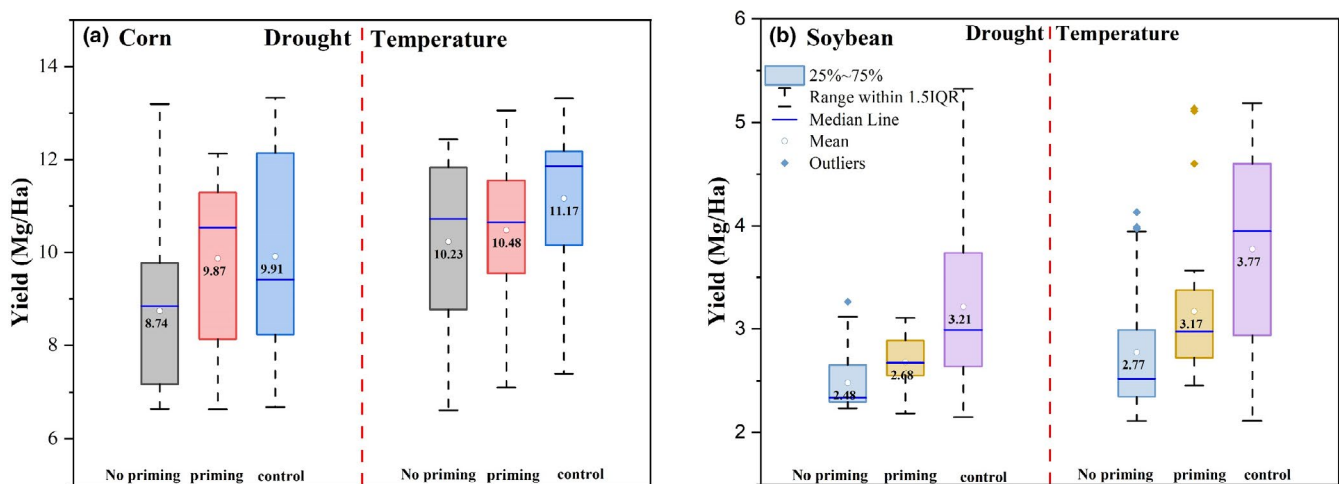 (a) Corn Drought Temperature
Yield (Mg/Ha)
14
12
10
8
6
8.74
9.87
9.91
10.23
10.48
11.17
No priming priming control No priming priming control
(b) Soybean Drought Temperature
25%~75%
Range within 1.5IQR
Median Line
Mean
Outliers
Yield (Mg/Ha)
6
5
4
3
2
2.48
2.68
3.21
2.77
3.17
3.77
No priming priming control No priming priming control